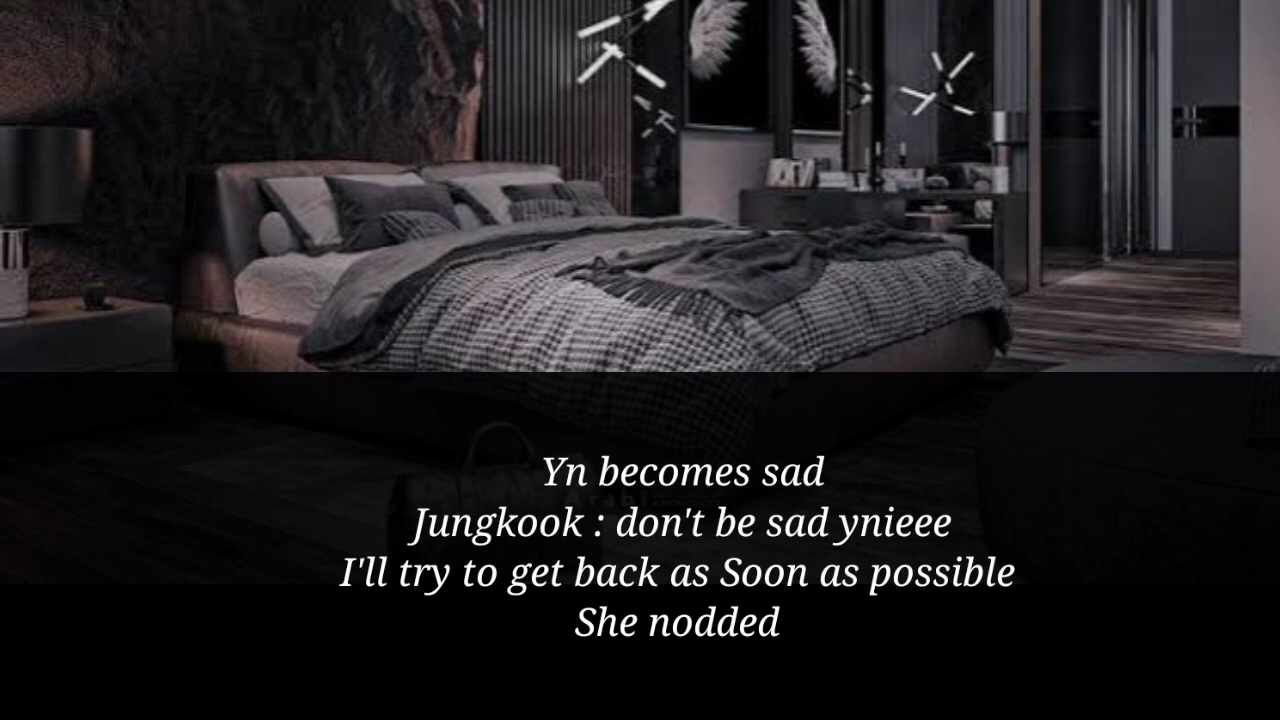 Yn becomes sad
Jungkook : don't be sad ynieee
I'll try to get back as Soon as possible
She nodded